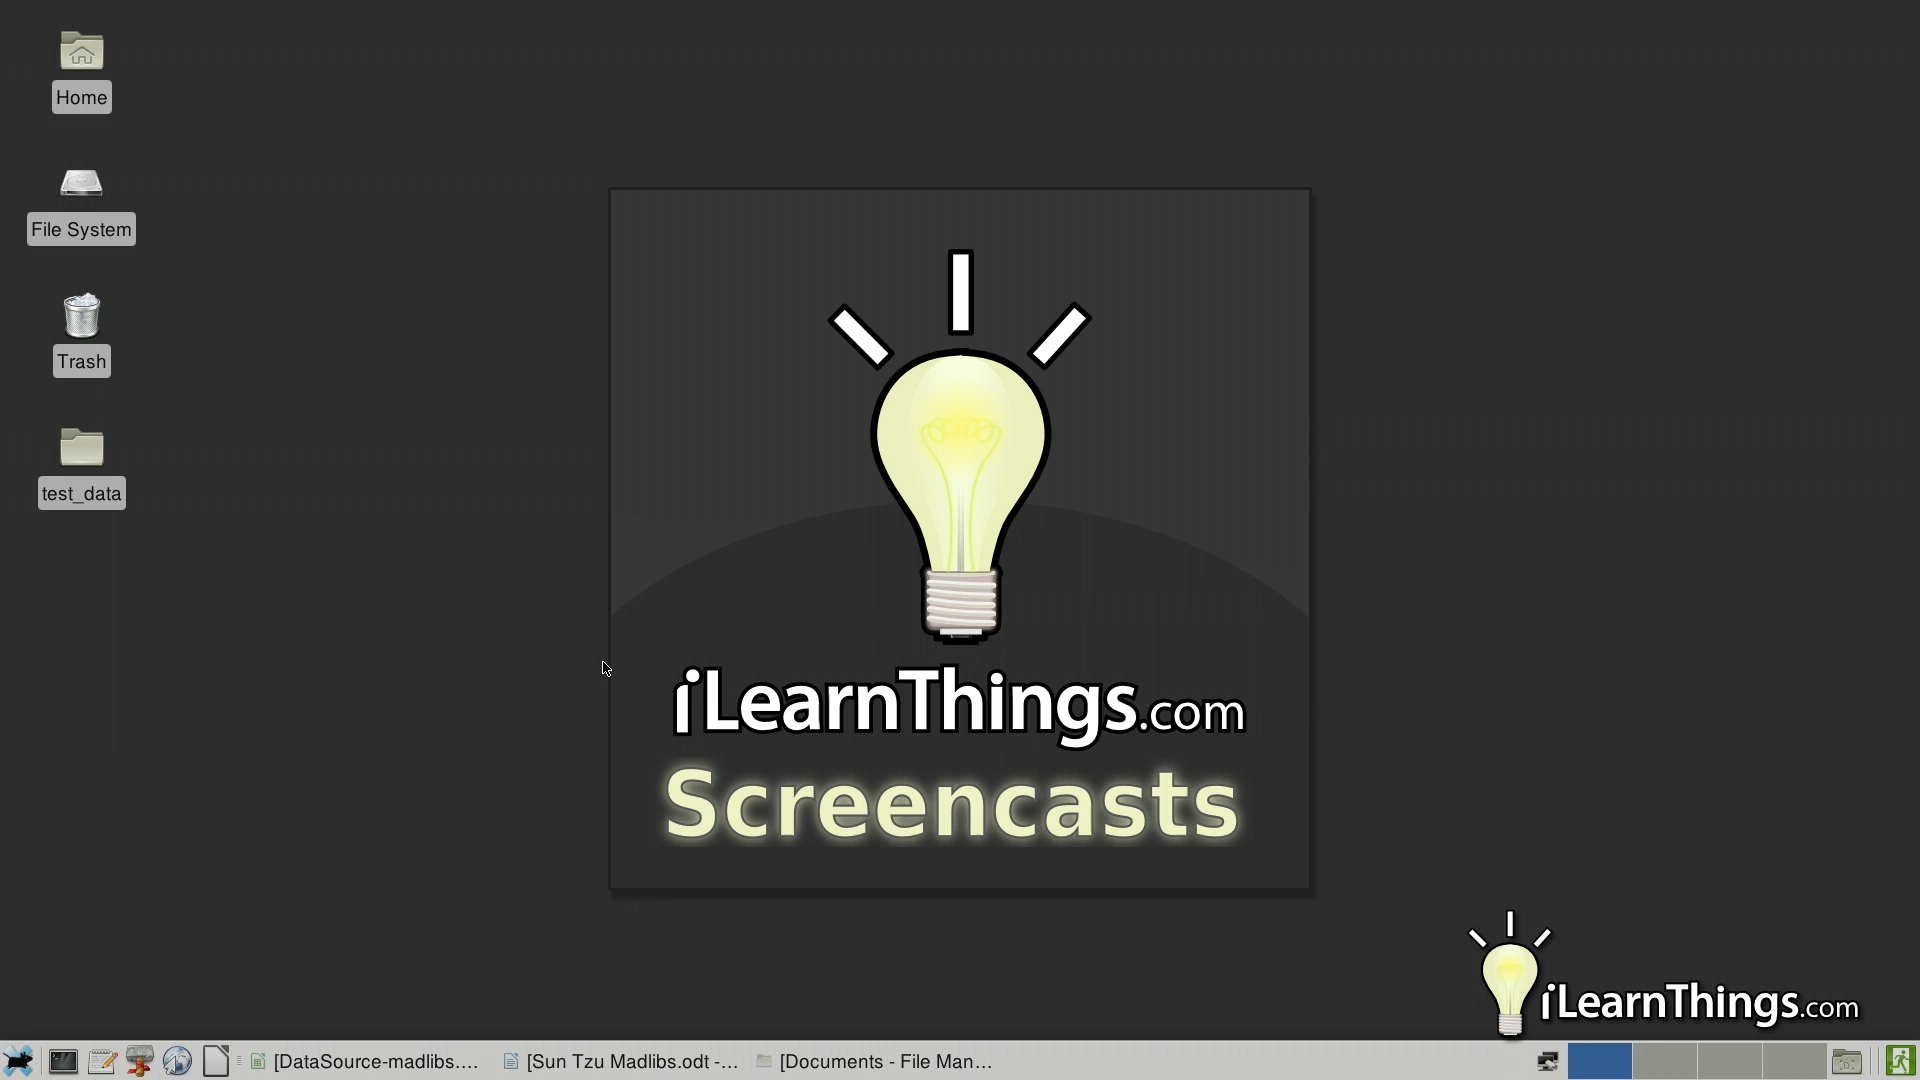 Home
File System
Trash
test_data
iLearnThings.com
Screencasts
iLearnThings.com
[DataSource-madlibs....
[Sun Tzu Madlibs.odt -...
[Documents - File Man...